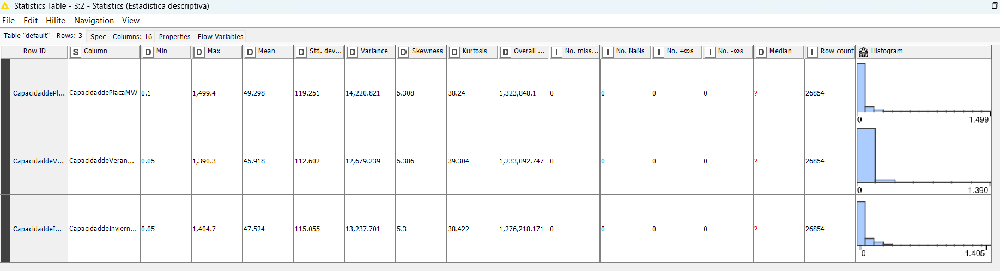 Statistics Table - 3:2 - Statistics (Estadística descriptiva)
File Edit Hilite Navigation View
Table "default" - Rows: 3 Spec - Columns: 16 Properties Flow Variables
Row ID S Column D Min D Max D Mean D Std. dev... D Variance D Skewness D Kurtosis D Overall ... I No. miss... I No. NaNs I No. +∞s I No. -∞s D Median I Row count SVG Histogram
CapacidaddePl... CapacidaddePlacaMW 0.1 1,499.4 49.298 119.251 14,220.821 5.308 38.24 1,323,848.1 0 0 0 0 ? 26854
0 1.499
CapacidaddeV... CapacidaddeVeran... 0.05 1,390.3 45.918 112.602 12,679.239 5.386 39.304 1,233,092.747 0 0 0 0 ? 26854
0 1.390
CapacidaddeI... CapacidaddeInviern... 0.05 1,404.7 47.524 115.055 13,237.701 5.3 38.422 1,276,218.171 0 0 0 0 ? 26854
0 1.405